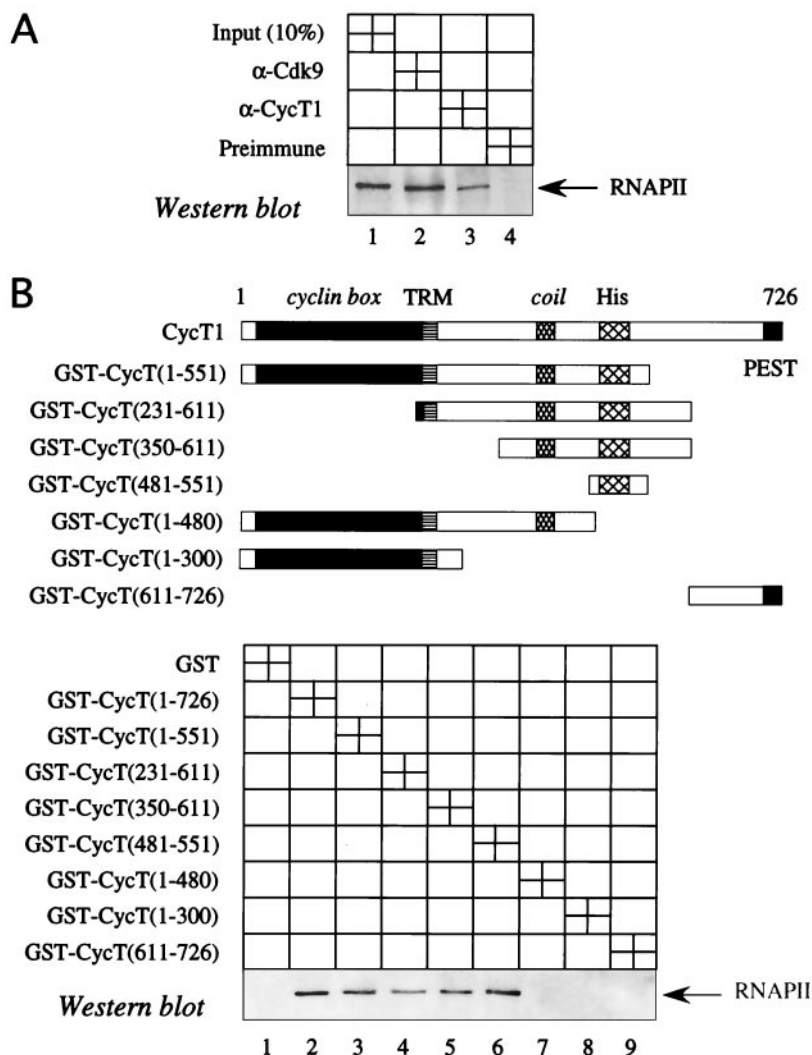 A
Input (10%)
α-Cdk9
α-CycT1
Preimmune
Western blot
RNAPII
1 2 3 4
B
1 cyclin box TRM coil His 726
CycT1
PEST
GST-CycT(1-551)
GST-CycT(231-611)
GST-CycT(350-611)
GST-CycT(481-551)
GST-CycT(1-480)
GST-CycT(1-300)
GST-CycT(611-726)
GST
GST-CycT(1-726)
GST-CycT(1-551)
GST-CycT(231-611)
GST-CycT(350-611)
GST-CycT(481-551)
GST-CycT(1-480)
GST-CycT(1-300)
GST-CycT(611-726)
Western blot
RNAPII
1 2 3 4 5 6 7 8 9